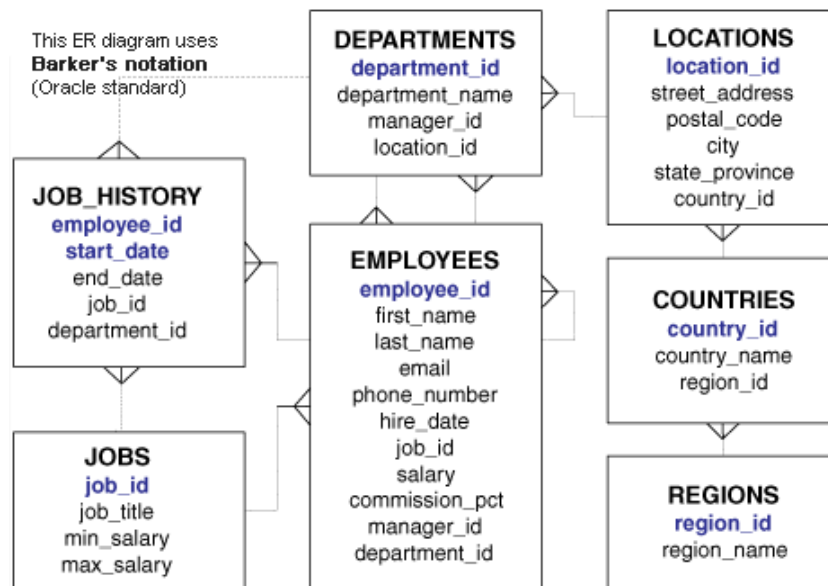 This ER diagram uses
Barker's notation
(Oracle standard)
DEPARTMENTS
department_id
department_name
manager_id
location_id
LOCATIONS
location_id
street_address
postal_code
city
state_province
country_id
JOB_HISTORY
employee_id
start_date
end_date
job_id
department_id
EMPLOYEES
employee_id
first_name
last_name
email
phone_number
hire_date
job_id
salary
commission_pct
manager_id
department_id
COUNTRIES
country_id
country_name
region_id
JOBS
job_id
job_title
min_salary
max_salary
REGIONS
region_id
region_name